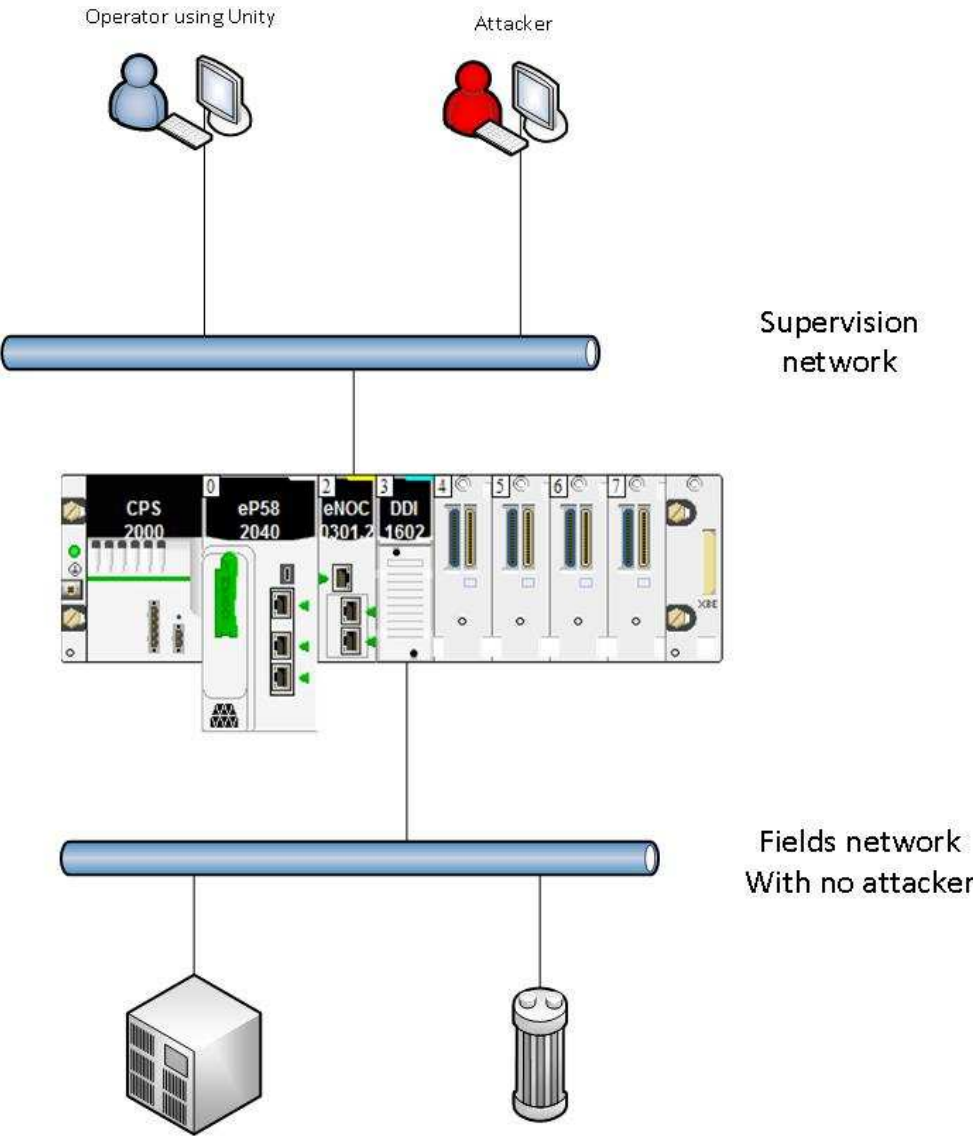 Operator using Unity
Attacker
Supervision
network
0
2
3
4
5
6
7
CPS
2000
eP58
2040
eNOC
0301.2
DDI
1602
XBE
Fields network
With no attacker